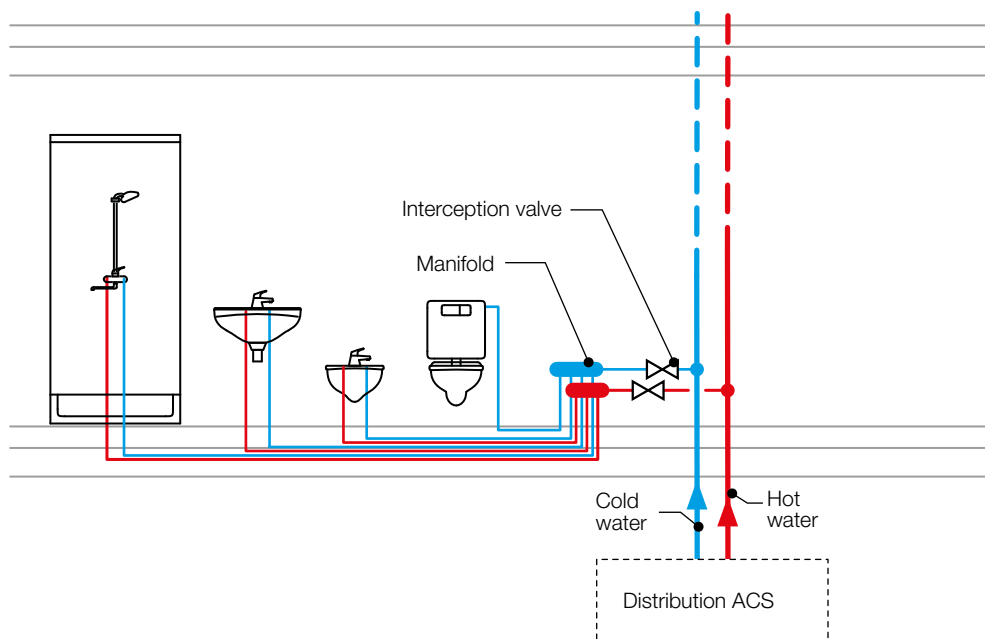 Interception valve
Manifold
Cold
water
Hot
water
Distribution ACS